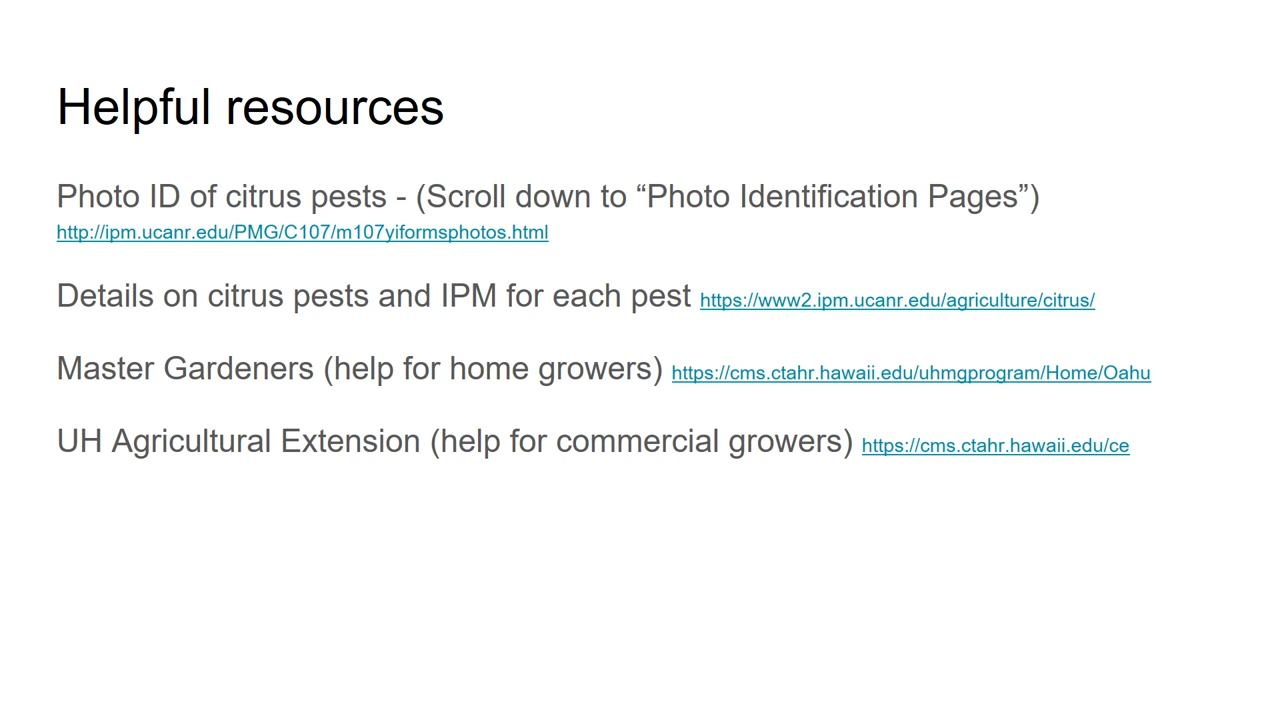 Helpful resources
Photo ID of citrus pests - (Scroll down to “Photo Identification Pages”)
http://ipm.ucanr.edu/PMG/C107/m107yiformsphotos.html
Details on citrus pests and IPM for each pest https://www2.ipm.ucanr.edu/agriculture/citrus/
Master Gardeners (help for home growers) https://cms.ctahr.hawaii.edu/uhmgprogram/Home/Oahu
UH Agricultural Extension (help for commercial growers) https://cms.ctahr.hawaii.edu/ce